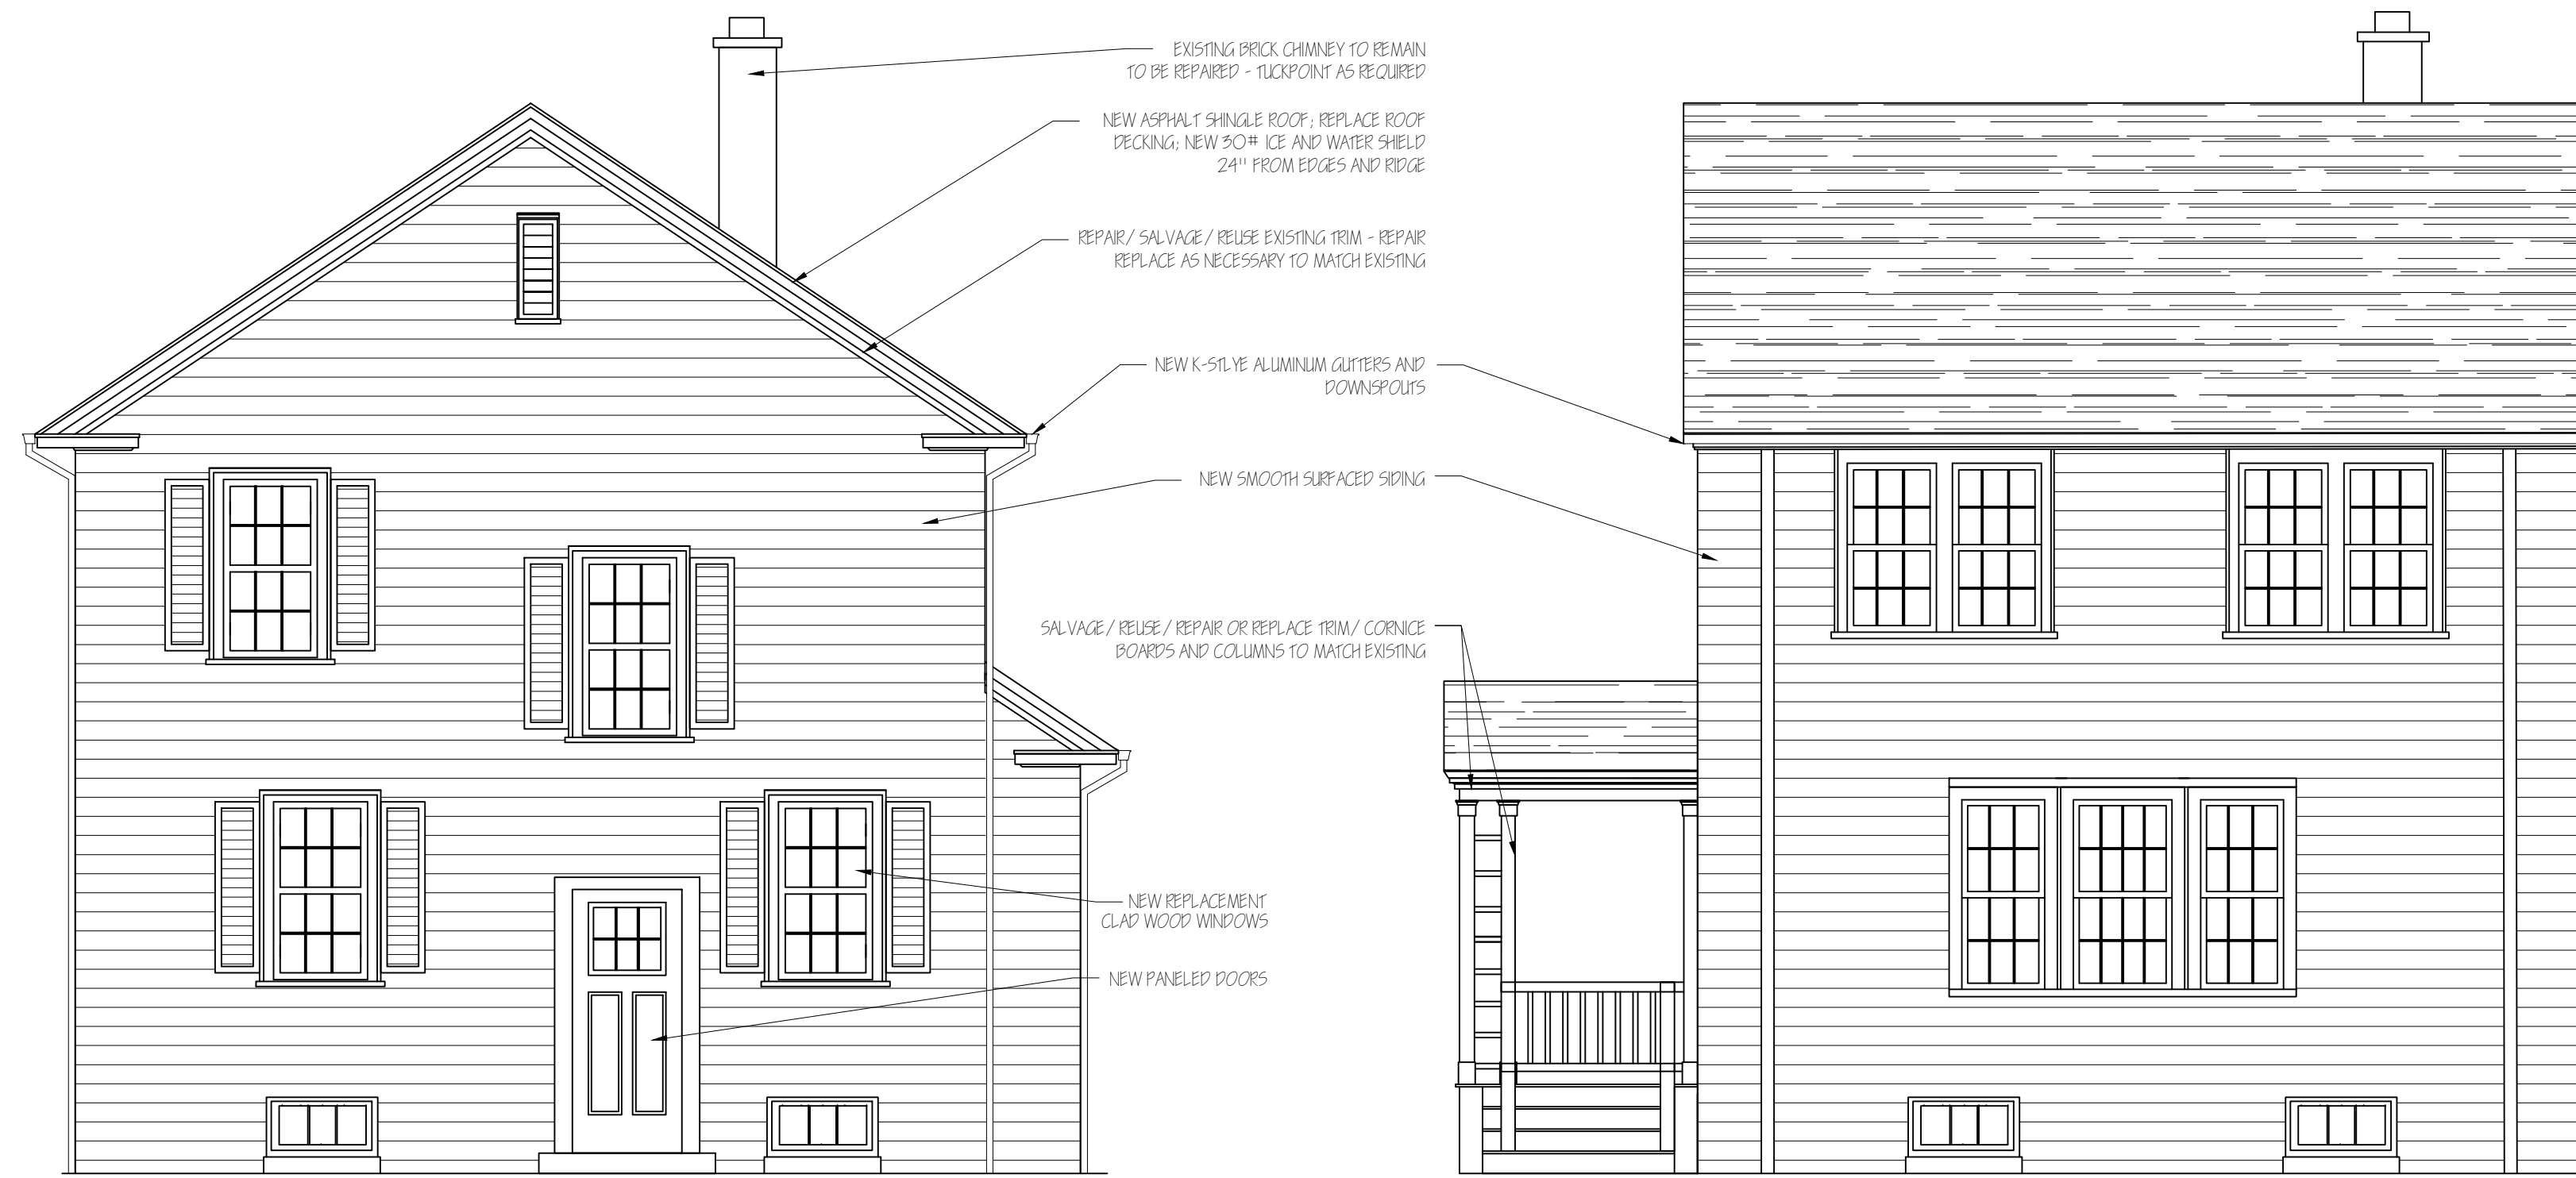 EXISTING BRICK CHIMNEY TO REMAIN
TO BE REPAIRED - TUCKPOINT AS REQUIRED
NEW ASPHALT SHINGLE ROOF; REPLACE ROOF
DECKING; NEW 30# ICE AND WATER SHIELD
24" FROM EDGES AND RIDGE
REPAIR/ SALVAGE/ REUSE EXISTING TRIM - REPAIR
REPLACE AS NECESSARY TO MATCH EXISTING
NEW K-STLYE ALUMINUM GUTTERS AND
DOWNSPOUTS
NEW SMOOTH SURFACED SIDING
SALVAGE/ REUSE/ REPAIR OR REPLACE TRIM/ CORNICE
BOARDS AND COLUMNS TO MATCH EXISTING
NEW REPLACEMENT
CLAD WOOD WINDOWS
NEW PANELED DOORS